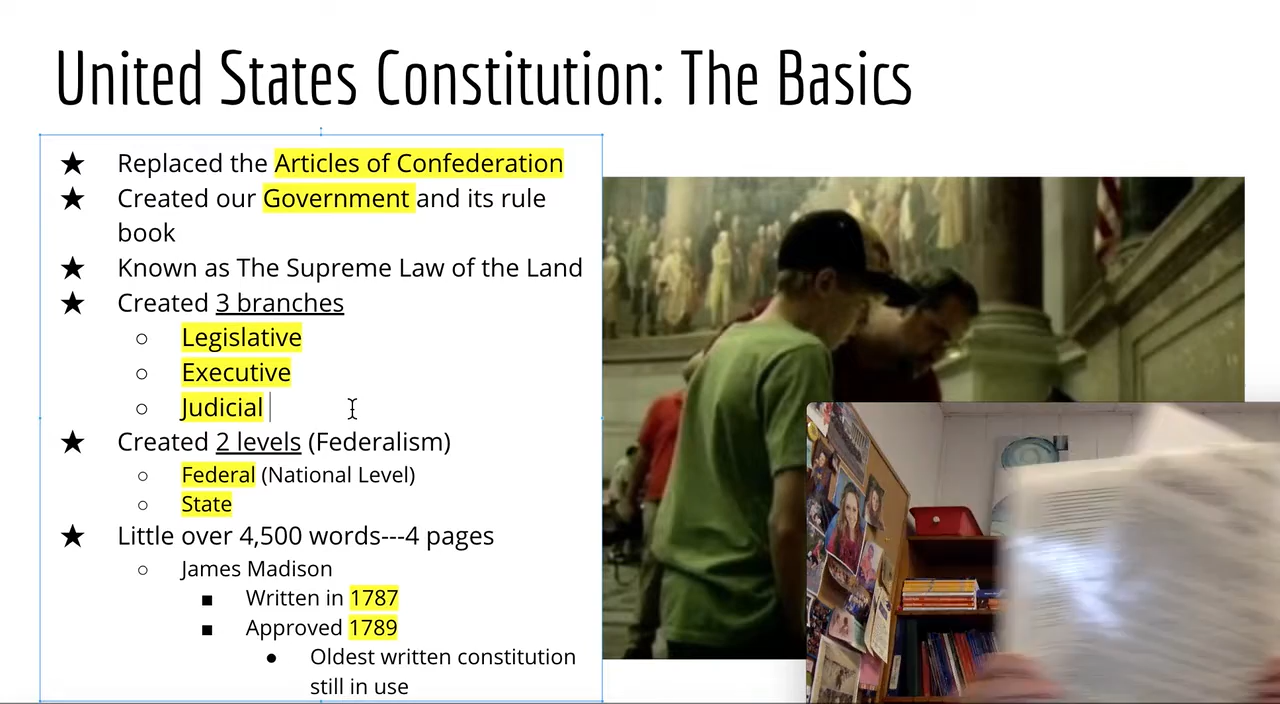 United States Constitution: The Basics
★ Replaced the Articles of Confederation
★ Created our Government and its rule
book
★ Known as The Supreme Law of the Land
★ Created 3 branches
○ Legislative
○ Executive
○ Judicial
★ Created 2 levels (Federalism)
○ Federal (National Level)
○ State
★ Little over 4,500 words---4 pages
○ James Madison
■ Written in 1787
■ Approved 1789
● Oldest written constitution
still in use